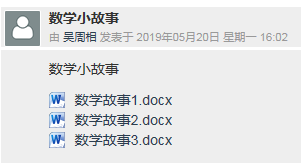 数学小故事
由 吴周相 发表于 2019年05月20日 星期一 16:02
数学小故事
数学故事1.docx
数学故事2.docx
数学故事3.docx